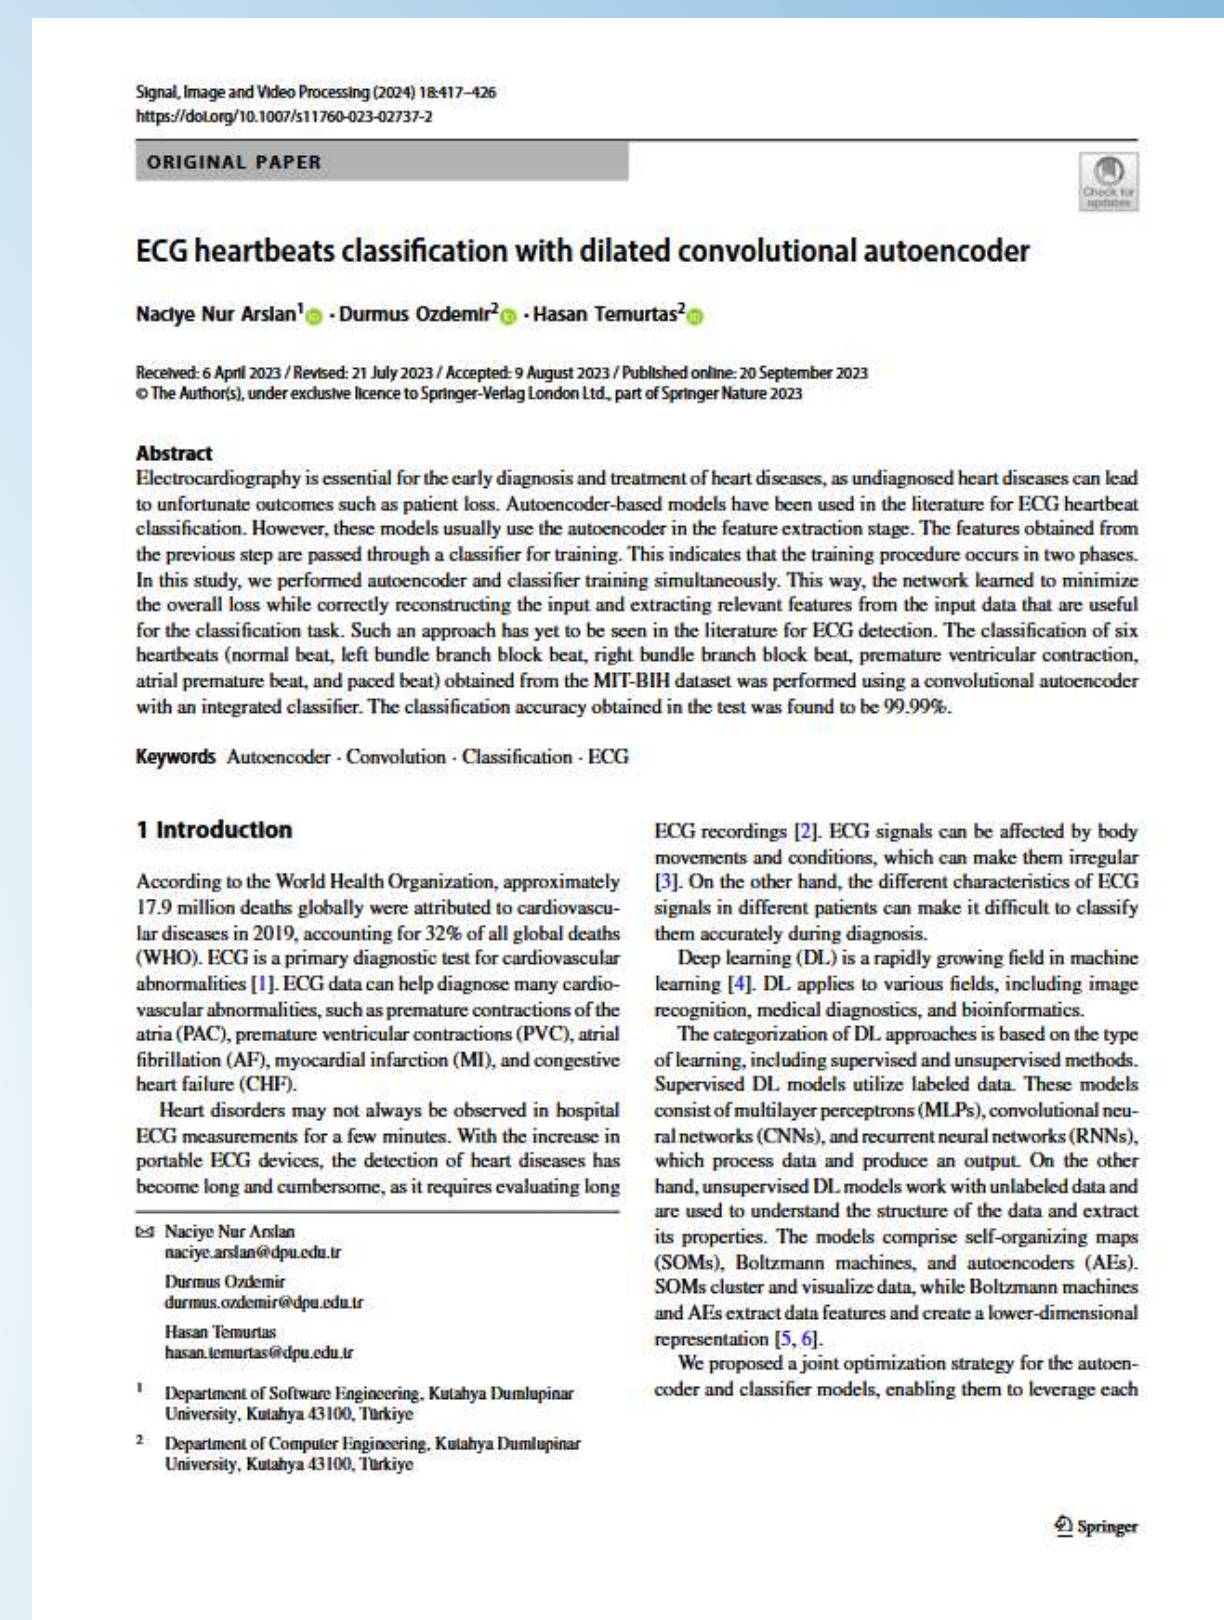 Signal, Image and Video Processing (2024) 18:417–426
https://doi.org/10.1007/s11760-023-02737-2
ORIGINAL PAPER
Check for
updates
ECG heartbeats classification with dilated convolutional autoencoder
Naciye Nur Arslan1 · Durmus Ozdemir2 · Hasan Temurtas2
Received: 6 April 2023 / Revised: 21 July 2023 / Accepted: 9 August 2023 / Published online: 20 September 2023
© The Author(s), under exclusive licence to Springer-Verlag London Ltd., part of Springer Nature 2023
Abstract
Electrocardiography is essential for the early diagnosis and treatment of heart diseases, as undiagnosed heart diseases can lead
to unfortunate outcomes such as patient loss. Autoencoder-based models have been used in the literature for ECG heartbeat
classification. However, these models usually use the autoencoder in the feature extraction stage. The features obtained from
the previous step are passed through a classifier for training. This indicates that the training procedure occurs in two phases.
In this study, we performed autoencoder and classifier training simultaneously. This way, the network learned to minimize
the overall loss while correctly reconstructing the input and extracting relevant features from the input data that are useful
for the classification task. Such an approach has yet to be seen in the literature for ECG detection. The classification of six
heartbeats (normal beat, left bundle branch block beat, right bundle branch block beat, premature ventricular contraction,
atrial premature beat, and paced beat) obtained from the MIT-BIH dataset was performed using a convolutional autoencoder
with an integrated classifier. The classification accuracy obtained in the test was found to be 99.99%.
Keywords Autoencoder · Convolution · Classification · ECG
1 Introduction
According to the World Health Organization, approximately
17.9 million deaths globally were attributed to cardiovascu-
lar diseases in 2019, accounting for 32% of all global deaths
(WHO). ECG is a primary diagnostic test for cardiovascular
abnormalities [1]. ECG data can help diagnose many cardio-
vascular abnormalities, such as premature contractions of the
atria (PAC), premature ventricular contractions (PVC), atrial
fibrillation (AF), myocardial infarction (MI), and congestive
heart failure (CHF).
Heart disorders may not always be observed in hospital
ECG measurements for a few minutes. With the increase in
portable ECG devices, the detection of heart diseases has
become long and cumbersome, as it requires evaluating long
✉ Naciye Nur Arslan
naciye.arslan@dpu.edu.tr
Durmus Ozdemir
durmus.ozdemir@dpu.edu.tr
Hasan Temurtas
hasan.temurtas@dpu.edu.tr
1 Department of Software Engineering, Kutahya Dumlupinar
University, Kutahya 43100, Türkiye
2 Department of Computer Engineering, Kutahya Dumlupinar
University, Kutahya 43100, Türkiye
ECG recordings [2]. ECG signals can be affected by body
movements and conditions, which can make them irregular
[3]. On the other hand, the different characteristics of ECG
signals in different patients can make it difficult to classify
them accurately during diagnosis.
Deep learning (DL) is a rapidly growing field in machine
learning [4]. DL applies to various fields, including image
recognition, medical diagnostics, and bioinformatics.
The categorization of DL approaches is based on the type
of learning, including supervised and unsupervised methods.
Supervised DL models utilize labeled data. These models
consist of multilayer perceptrons (MLPs), convolutional neu-
ral networks (CNNs), and recurrent neural networks (RNNs),
which process data and produce an output. On the other
hand, unsupervised DL models work with unlabeled data and
are used to understand the structure of the data and extract
its properties. The models comprise self-organizing maps
(SOMs), Boltzmann machines, and autoencoders (AEs).
SOMs cluster and visualize data, while Boltzmann machines
and AEs extract data features and create a lower-dimensional
representation [5, 6].
We proposed a joint optimization strategy for the autoen-
coder and classifier models, enabling them to leverage each
Springer